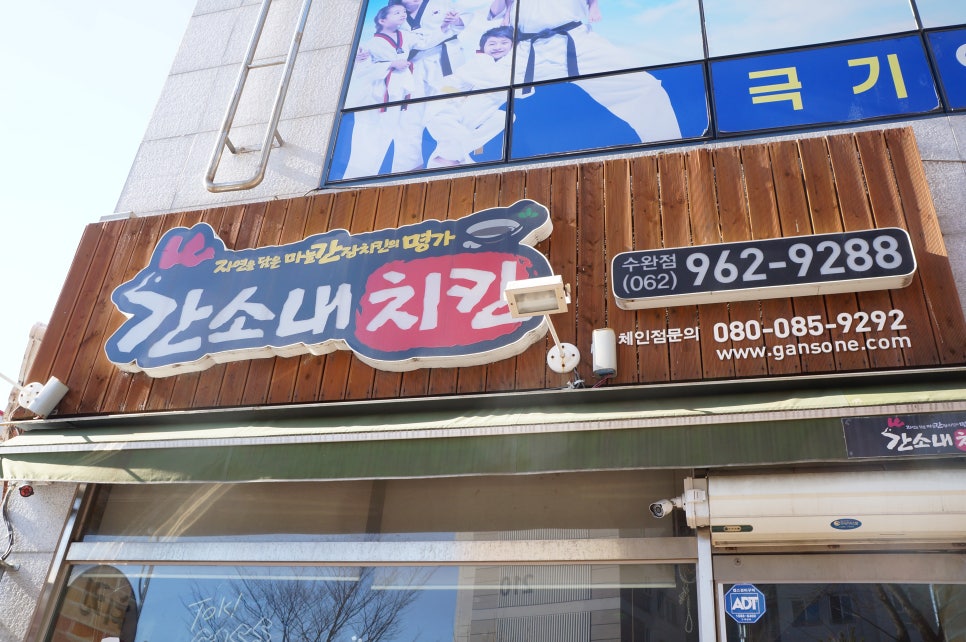 극기
자연을 닮은 마늘간장치킨의 명가
간소내 치킨
수완점
(062) 962-9288
체인점문의 080-085-9292
www.gansone.com
간소내
ADT
Toki